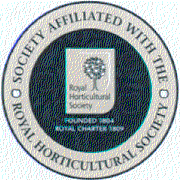 SOCIETY AFFILIATED WITH THE
Royal
Horticultural
Society
FOUNDED 1804
ROYAL CHARTER 1809
ROYAL HORTICULTURAL SOCIETY